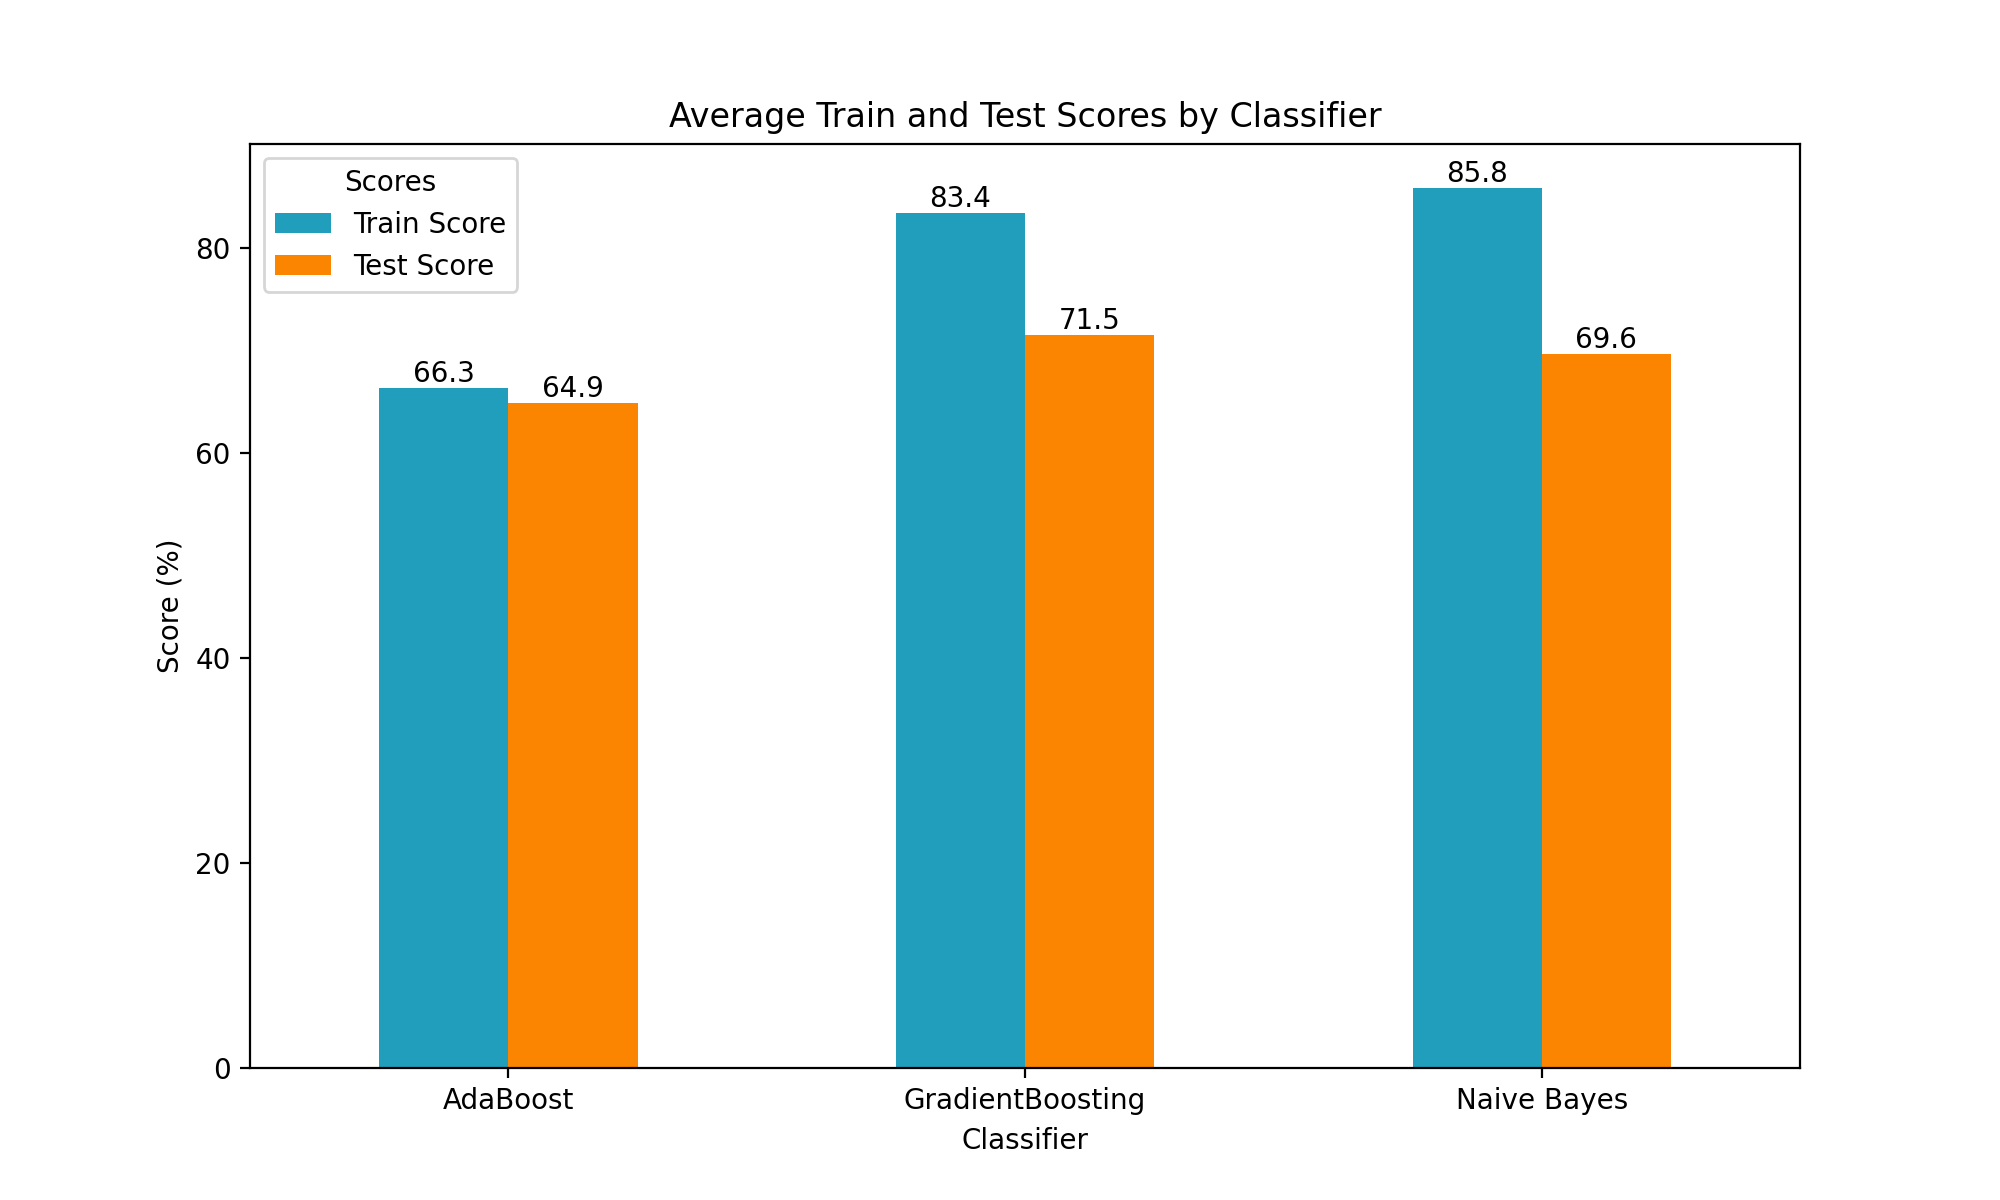 Average Train and Test Scores by Classifier
Scores
Train Score
Test Score
85.8
83.4
71.5
69.6
66.3
64.9
80
60
40
20
0
Score (%)
AdaBoost
GradientBoosting
Naive Bayes
Classifier